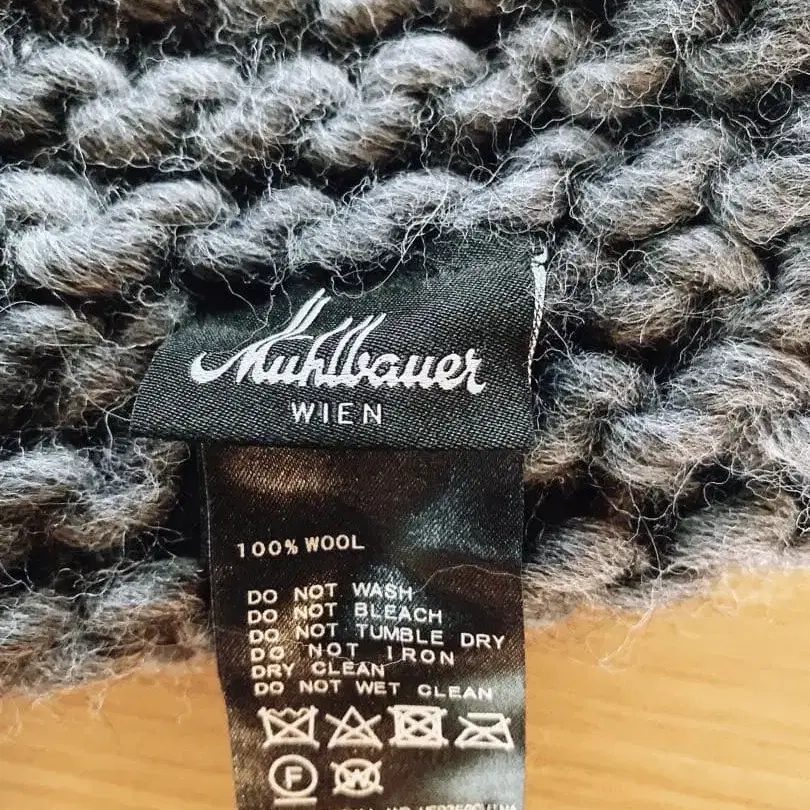 Mühlbauer
WIEN
100% WOOL
DO NOT WASH
DO NOT BLEACH
DO NOT TUMBLE DRY
DO NOT IRON
DRY CLEAN
DO NOT WET CLEAN
F W